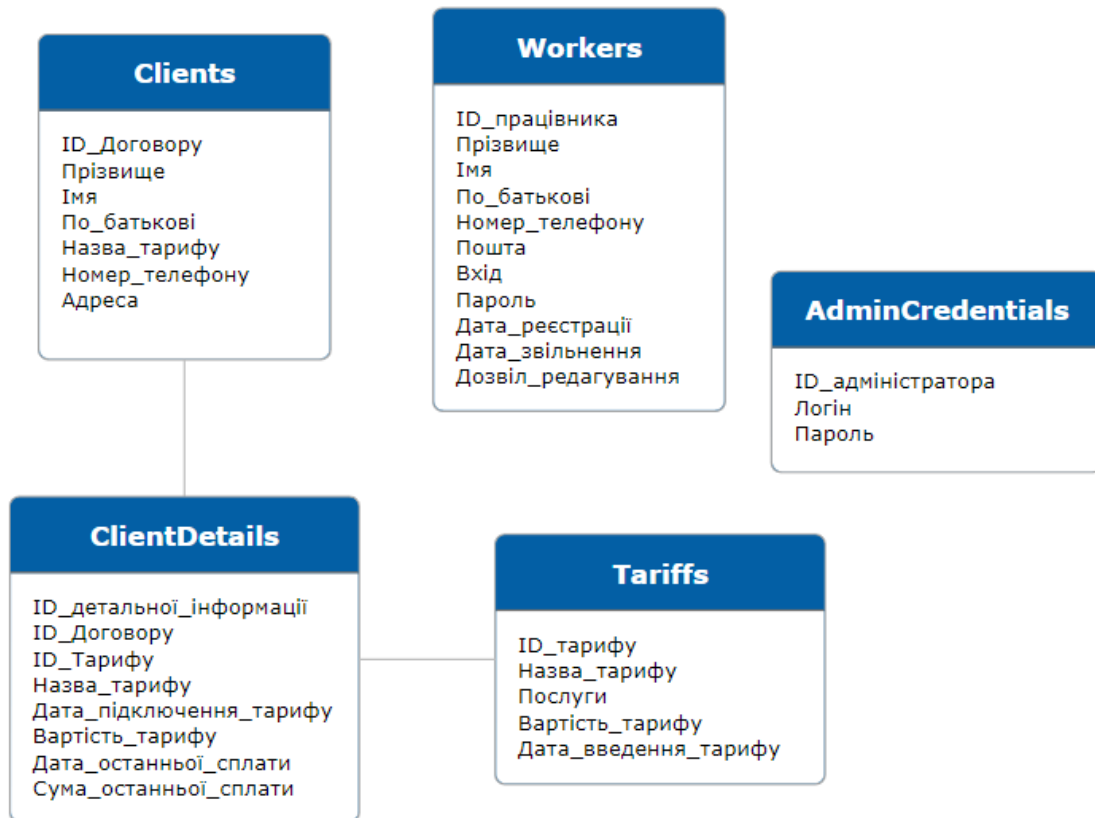 Clients
ID_Договору
Прізвище
Імя
По_батькові
Назва_тарифу
Номер_телефону
Адреса
Workers
ID_працівника
Прізвище
Імя
По_батькові
Номер_телефону
Пошта
Вхід
Пароль
Дата_реєстрації
Дата_звільнення
Дозвіл_редагування
AdminCredentials
ID_адміністратора
Логін
Пароль
ClientDetails
ID_детальної_інформації
ID_Договору
ID_Тарифу
Назва_тарифу
Дата_підключення_тарифу
Вартість_тарифу
Дата_останньої_сплати
Сума_останньої_сплати
Tariffs
ID_тарифу
Назва_тарифу
Послуги
Вартість_тарифу
Дата_введення_тарифу